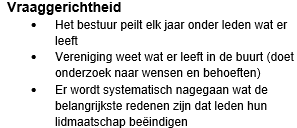 Vraaggerichtheid
• Het bestuur peilt elk jaar onder leden wat er
leeft
• Vereniging weet wat er leeft in de buurt (doet
onderzoek naar wensen en behoeften)
• Er wordt systematisch nagegaan wat de
belangrijkste redenen zijn dat leden hun
lidmaatschap beëindigen